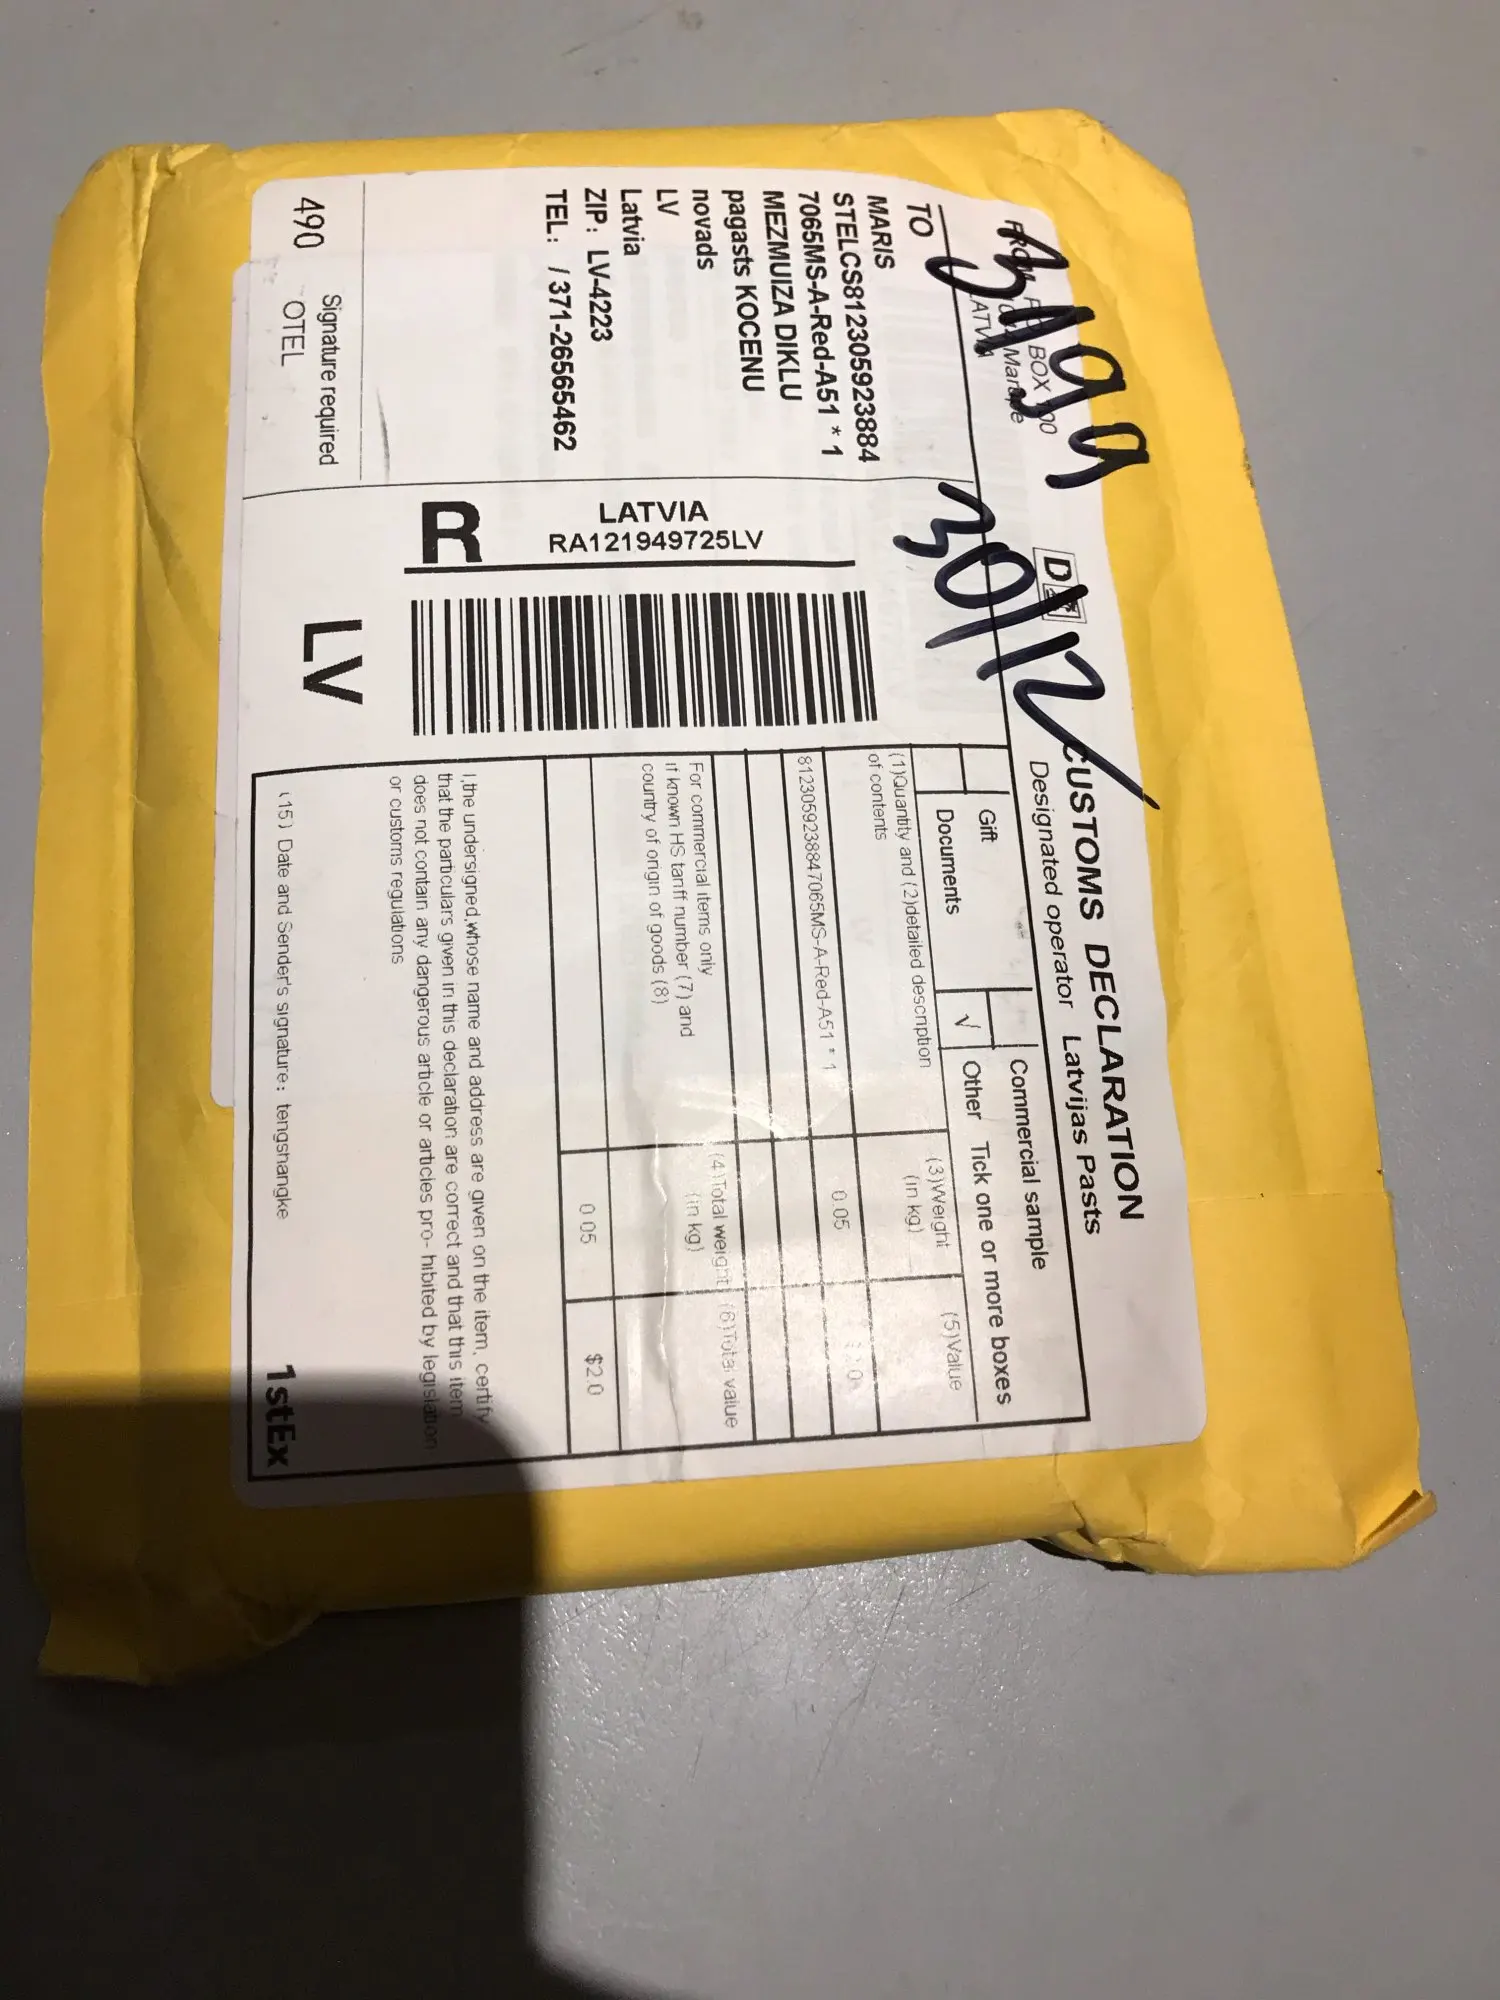 BOX
LATVIA
TO
MARIS
STELCS812305923884
7065MS-A-Red-A51 * 1
MEZMUIZA DIKLU
pagasts KOCENU
novads
LV
Latvia
ZIP: LV-4223
TEL: /371-26565462
Signature required
490 OTEL
3499
30/12
LATVIA
RA121949725LV
R
LV
CUSTOMS DECLARATION
Designated operator Latvijas Pasts
Gift
Commercial sample
Documents
√ Other Tick one or more boxes
(1)Quantity and (2)detailed description
of contents
(3)Weight
(in kg)
(5)Value
8123059238847065MS-A-Red-A51 * 1
0.05
For commercial items only
If known HS tariff number (7) and
country of origin of goods (8)
(4)Total weight
(in kg)
(6)Total value
0.05
$2.0
I,the undersigned,whose name and address are given on the item, certify
that the particulars given in this declaration are correct and that this item
does not contain any dangerous article or articles pro- hibited by legislation
or customs regulations
(15) Date and Sender's signature: tengshangke
1stEx